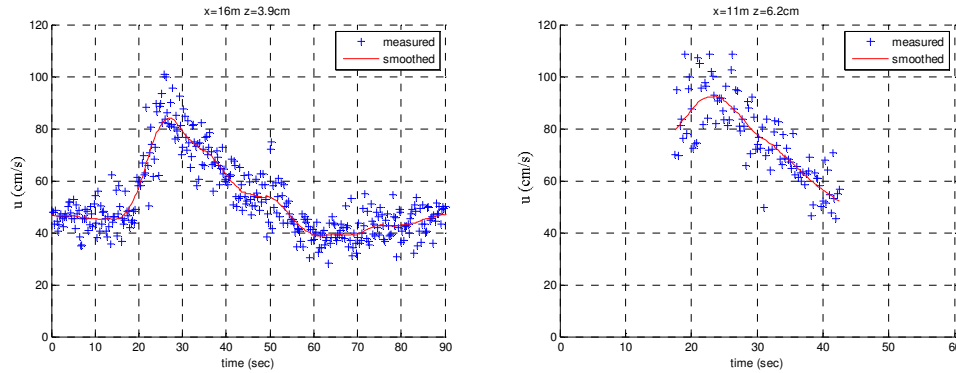 x=16m z=3.9cm
120
100
80
60
40
20
0
u (cm/s)
0 10 20 30 40 50 60 70 80 90
time (sec)
measured
smoothed
x=11m z=6.2cm
120
100
80
60
40
20
0
u (cm/s)
0 10 20 30 40 50
time (sec)
measured
smoothed